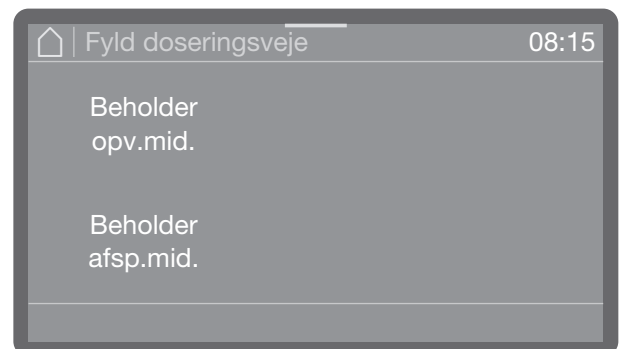 Fyld doseringsveje 08:15
Beholder
opv.mid.
Beholder
afsp.mid.